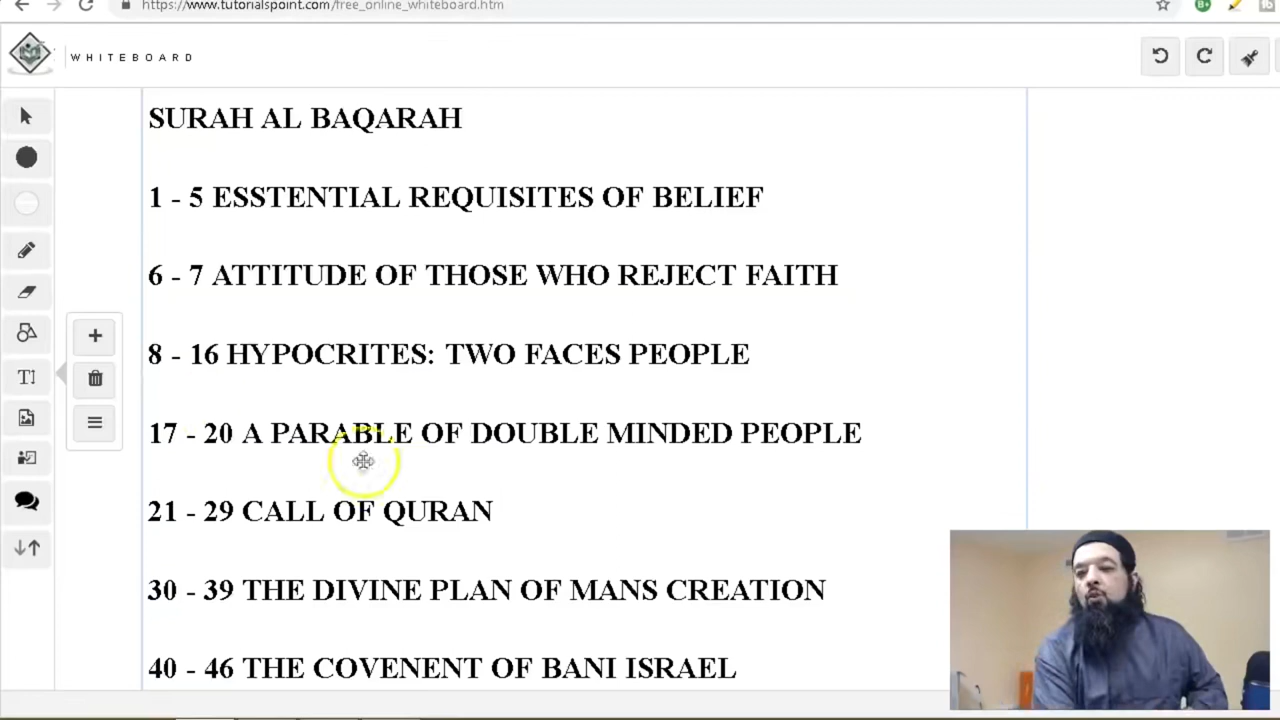 https://www.tutorialspoint.com/free_online_whiteboard.htm
WHITEBOARD
SURAH AL BAQARAH
1 - 5 ESSTENTIAL REQUISITES OF BELIEF
6 - 7 ATTITUDE OF THOSE WHO REJECT FAITH
8 - 16 HYPOCRITES: TWO FACES PEOPLE
17 - 20 A PARABLE OF DOUBLE MINDED PEOPLE
21 - 29 CALL OF QURAN
30 - 39 THE DIVINE PLAN OF MANS CREATION
40 - 46 THE COVENENT OF BANI ISRAEL